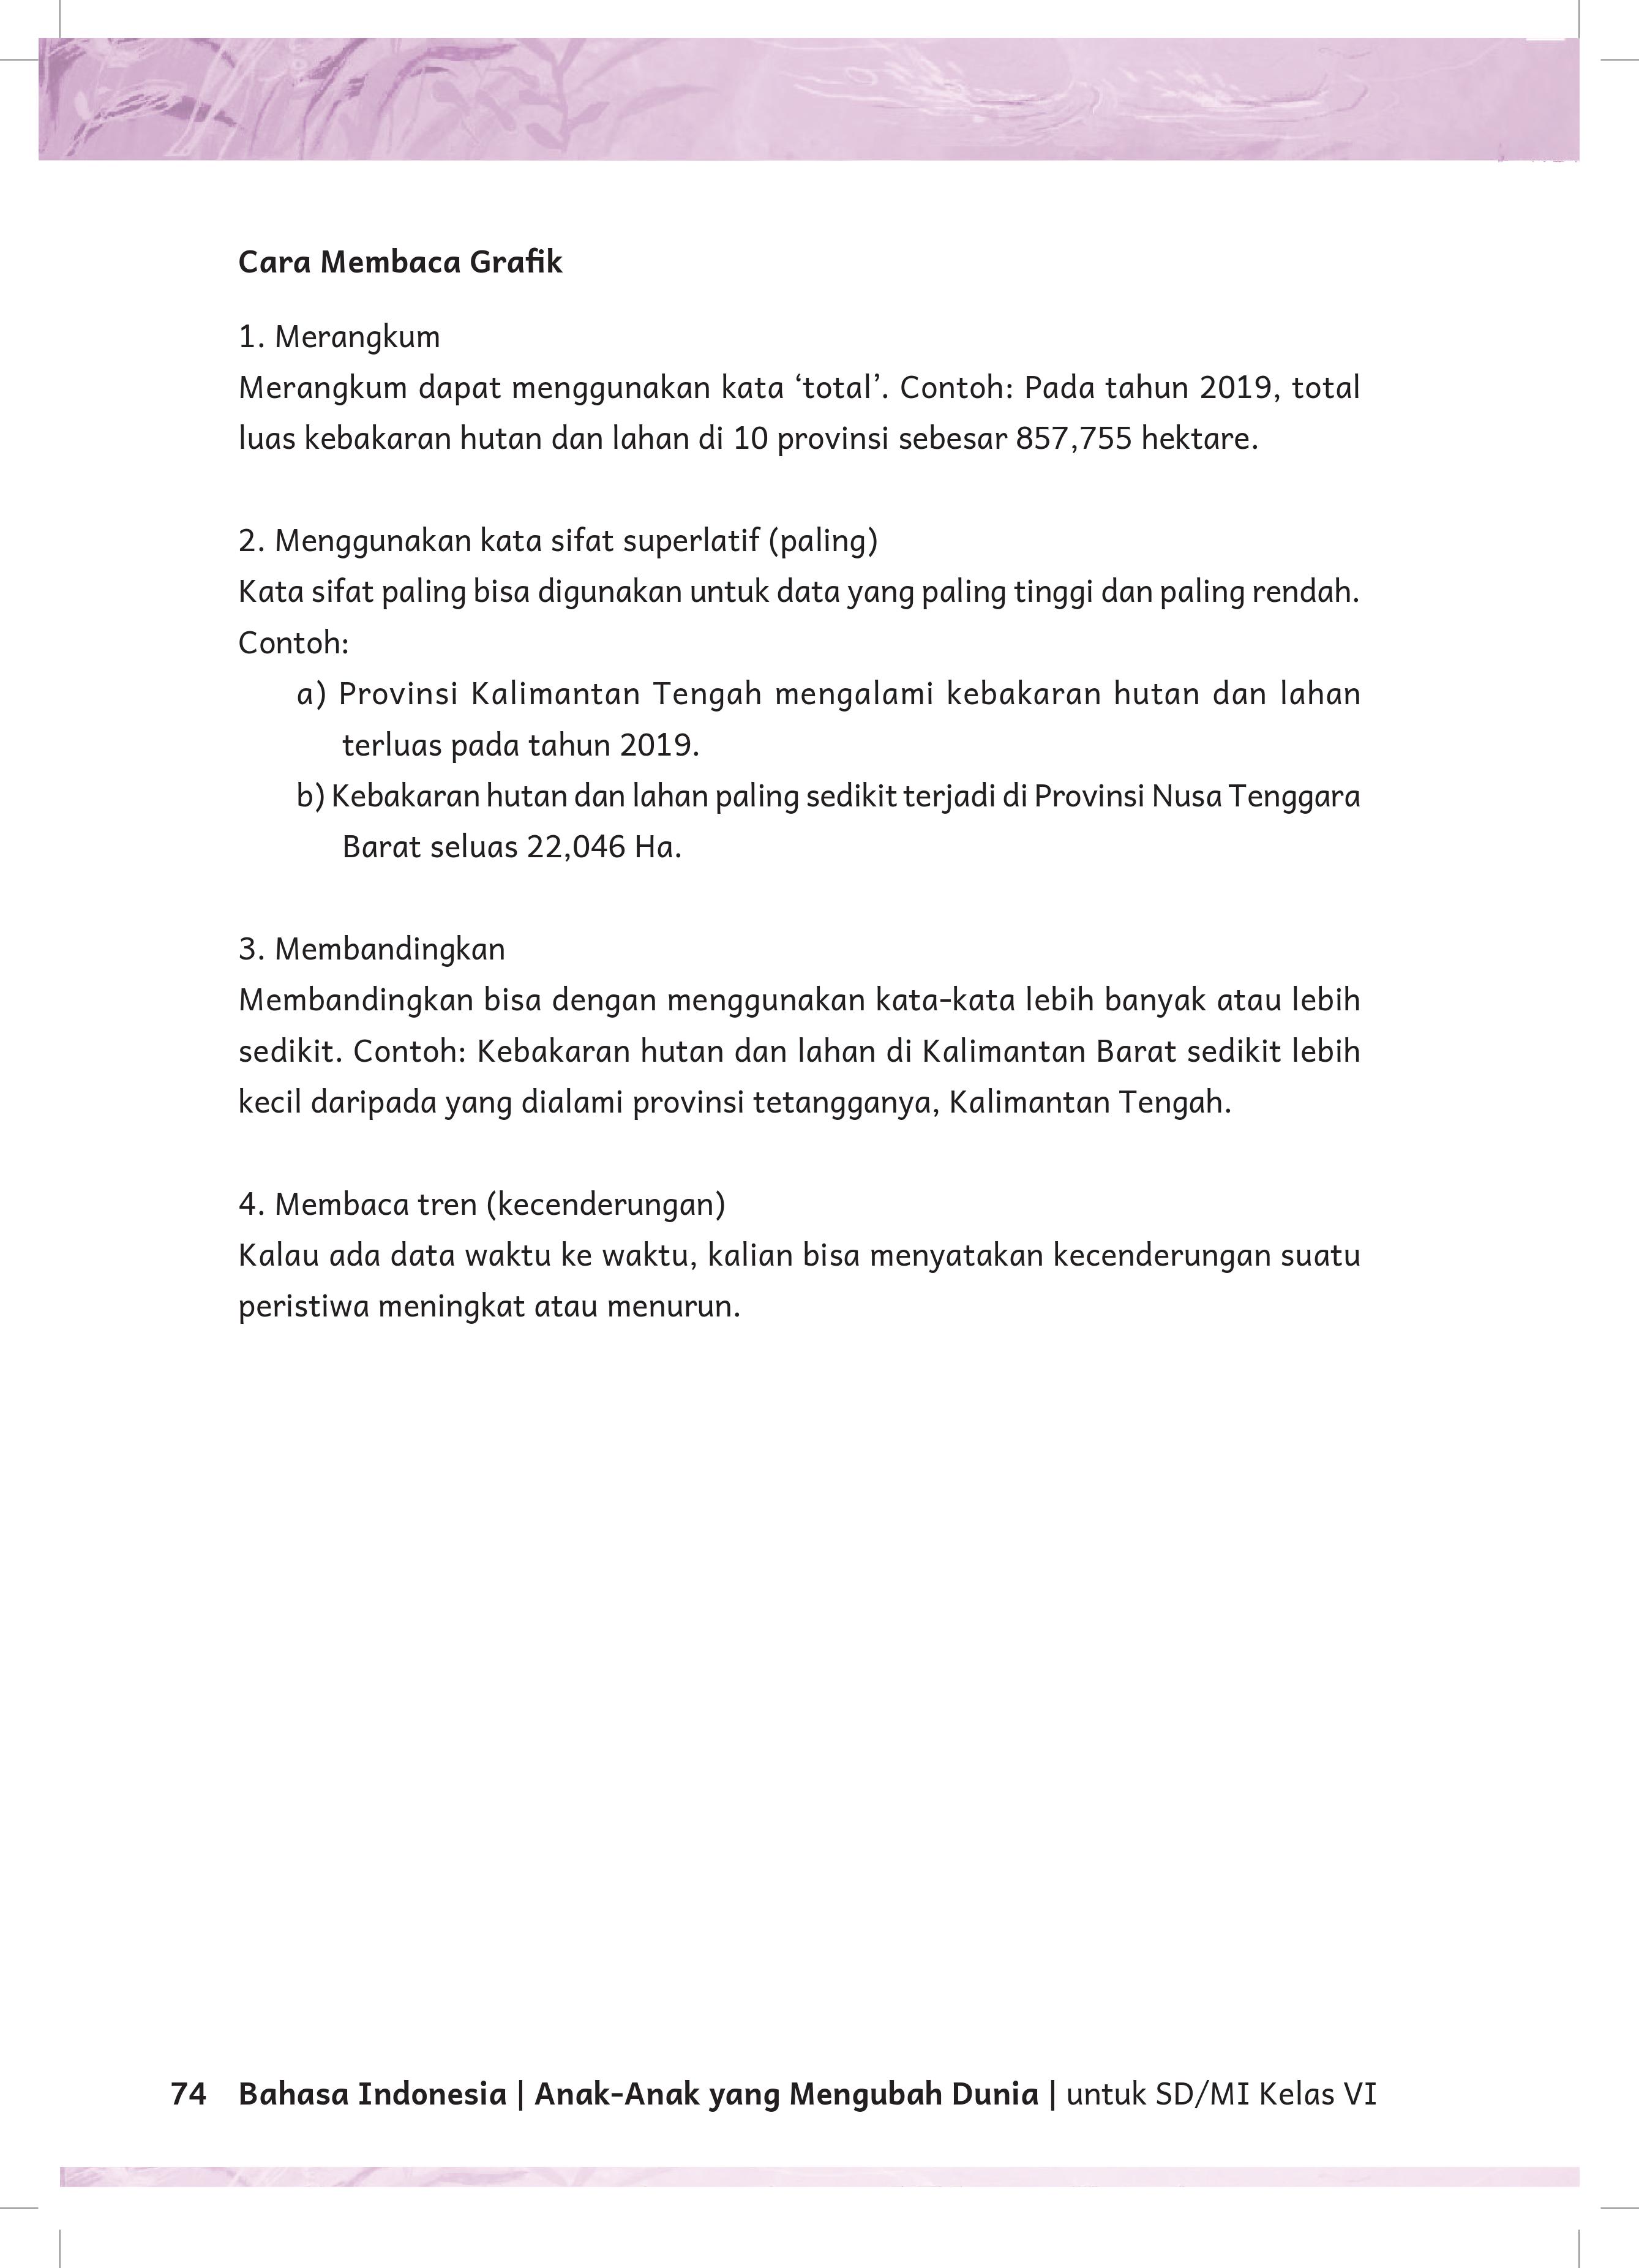 Cara Membaca Grafik
1. Merangkum
Merangkum dapat menggunakan kata ‘total’. Contoh: Pada tahun 2019, total
luas kebakaran hutan dan lahan di 10 provinsi sebesar 857,755 hektare.
2. Menggunakan kata sifat superlatif (paling)
Kata sifat paling bisa digunakan untuk data yang paling tinggi dan paling rendah.
Contoh:
a) Provinsi Kalimantan Tengah mengalami kebakaran hutan dan lahan
terluas pada tahun 2019.
b) Kebakaran hutan dan lahan paling sedikit terjadi di Provinsi Nusa Tenggara
Barat seluas 22,046 Ha.
3. Membandingkan
Membandingkan bisa dengan menggunakan kata-kata lebih banyak atau lebih
sedikit. Contoh: Kebakaran hutan dan lahan di Kalimantan Barat sedikit lebih
kecil daripada yang dialami provinsi tetangganya, Kalimantan Tengah.
4. Membaca tren (kecenderungan)
Kalau ada data waktu ke waktu, kalian bisa menyatakan kecenderungan suatu
peristiwa meningkat atau menurun.
74 Bahasa Indonesia | Anak-Anak yang Mengubah Dunia | untuk SD/MI Kelas VI